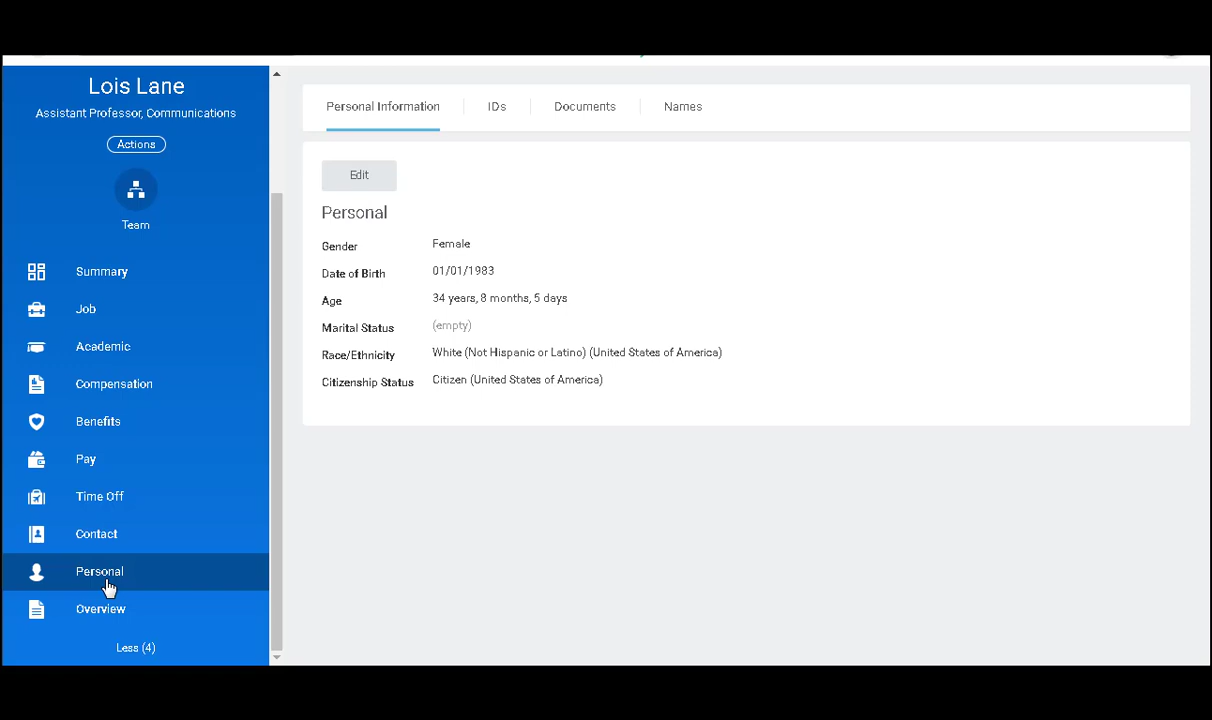 Lois Lane
Assistant Professor, Communications
Actions
Team
Summary
Job
Academic
Compensation
Benefits
Pay
Time Off
Contact
Personal
Overview
Less (4)
Personal Information IDs Documents Names
Edit
Personal
Gender Female
Date of Birth 01/01/1983
Age 34 years, 8 months, 5 days
Marital Status (empty)
Race/Ethnicity White (Not Hispanic or Latino) (United States of America)
Citizenship Status Citizen (United States of America)